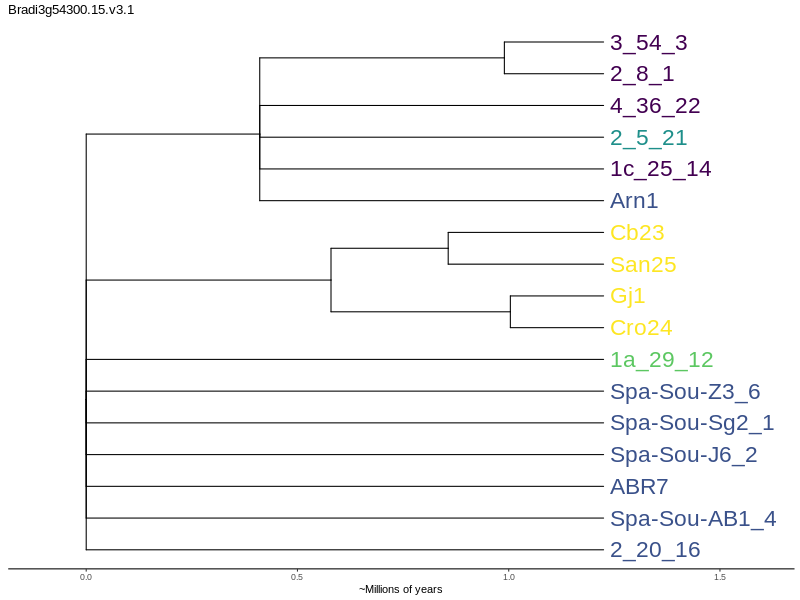 Bradi3g54300.15.v3.1
3_54_3
2_8_1
4_36_22
2_5_21
1c_25_14
Arn1
Cb23
San25
Gj1
Cro24
1a_29_12
Spa-Sou-Z3_6
Spa-Sou-Sg2_1
Spa-Sou-J6_2
ABR7
Spa-Sou-AB1_4
2_20_16
0.0 0.5 1.0 1.5
~Millions of years